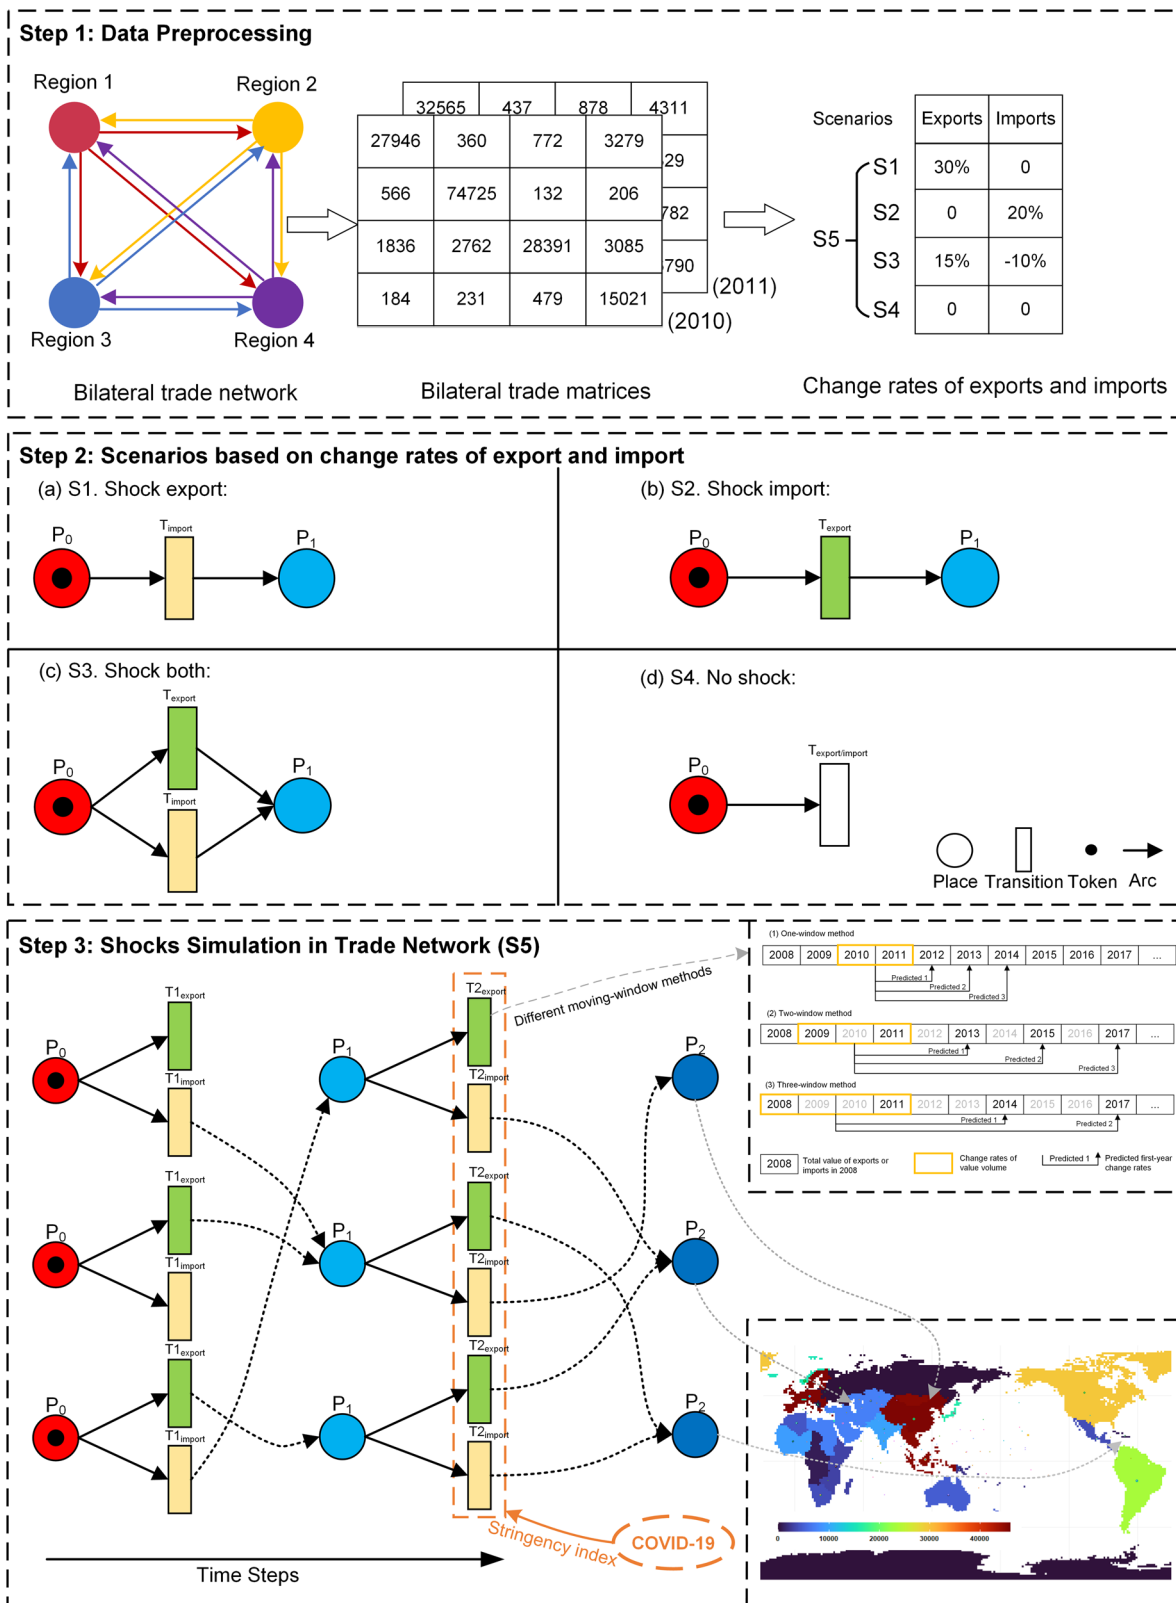 Step 1: Data Preprocessing
Region 1
Region 2
Region 3
Region 4
Bilateral trade network
32565 437 878 4311
27946 360 772 3279
566 74725 132 206
1836 2762 28391 3085
184 231 479 15021
29
782
790
(2011)
(2010)
Bilateral trade matrices
Scenarios Exports Imports
S1 30% 0
S2 0 20%
S5
S3 15% -10%
S4 0 0
Change rates of exports and imports
Step 2: Scenarios based on change rates of export and import
(a) S1. Shock export:
P0
Timport
P1
(b) S2. Shock import:
P0
Texport
P1
(c) S3. Shock both:
P0
Texport
Timport
P1
(d) S4. No shock:
P0
Texport/import
Place Transition Token Arc
Step 3: Shocks Simulation in Trade Network (S5)
P0
T1export
T1import
P1
T2export
T2import
P2
P0
T1export
T1import
P1
T2export
T2import
P2
P0
T1export
T1import
P1
T2export
T2import
P2
Different moving-window methods
Stringency index
COVID-19
Time Steps
(1) One-window method
2008 2009 2010 2011 2012 2013 2014 2015 2016 2017 ...
Predicted 1
Predicted 2
Predicted 3
(2) Two-window method
2008 2009 2010 2011 2012 2013 2014 2015 2016 2017 ...
Predicted 1
Predicted 2
Predicted 3
(3) Three-window method
2008 2009 2010 2011 2012 2013 2014 2015 2016 2017 ...
Predicted 1
Predicted 2
2008 Total value of exports or
imports in 2008
Change rates of
value volume
Predicted 1 Predicted first-year
change rates
0 10000 20000 30000 40000